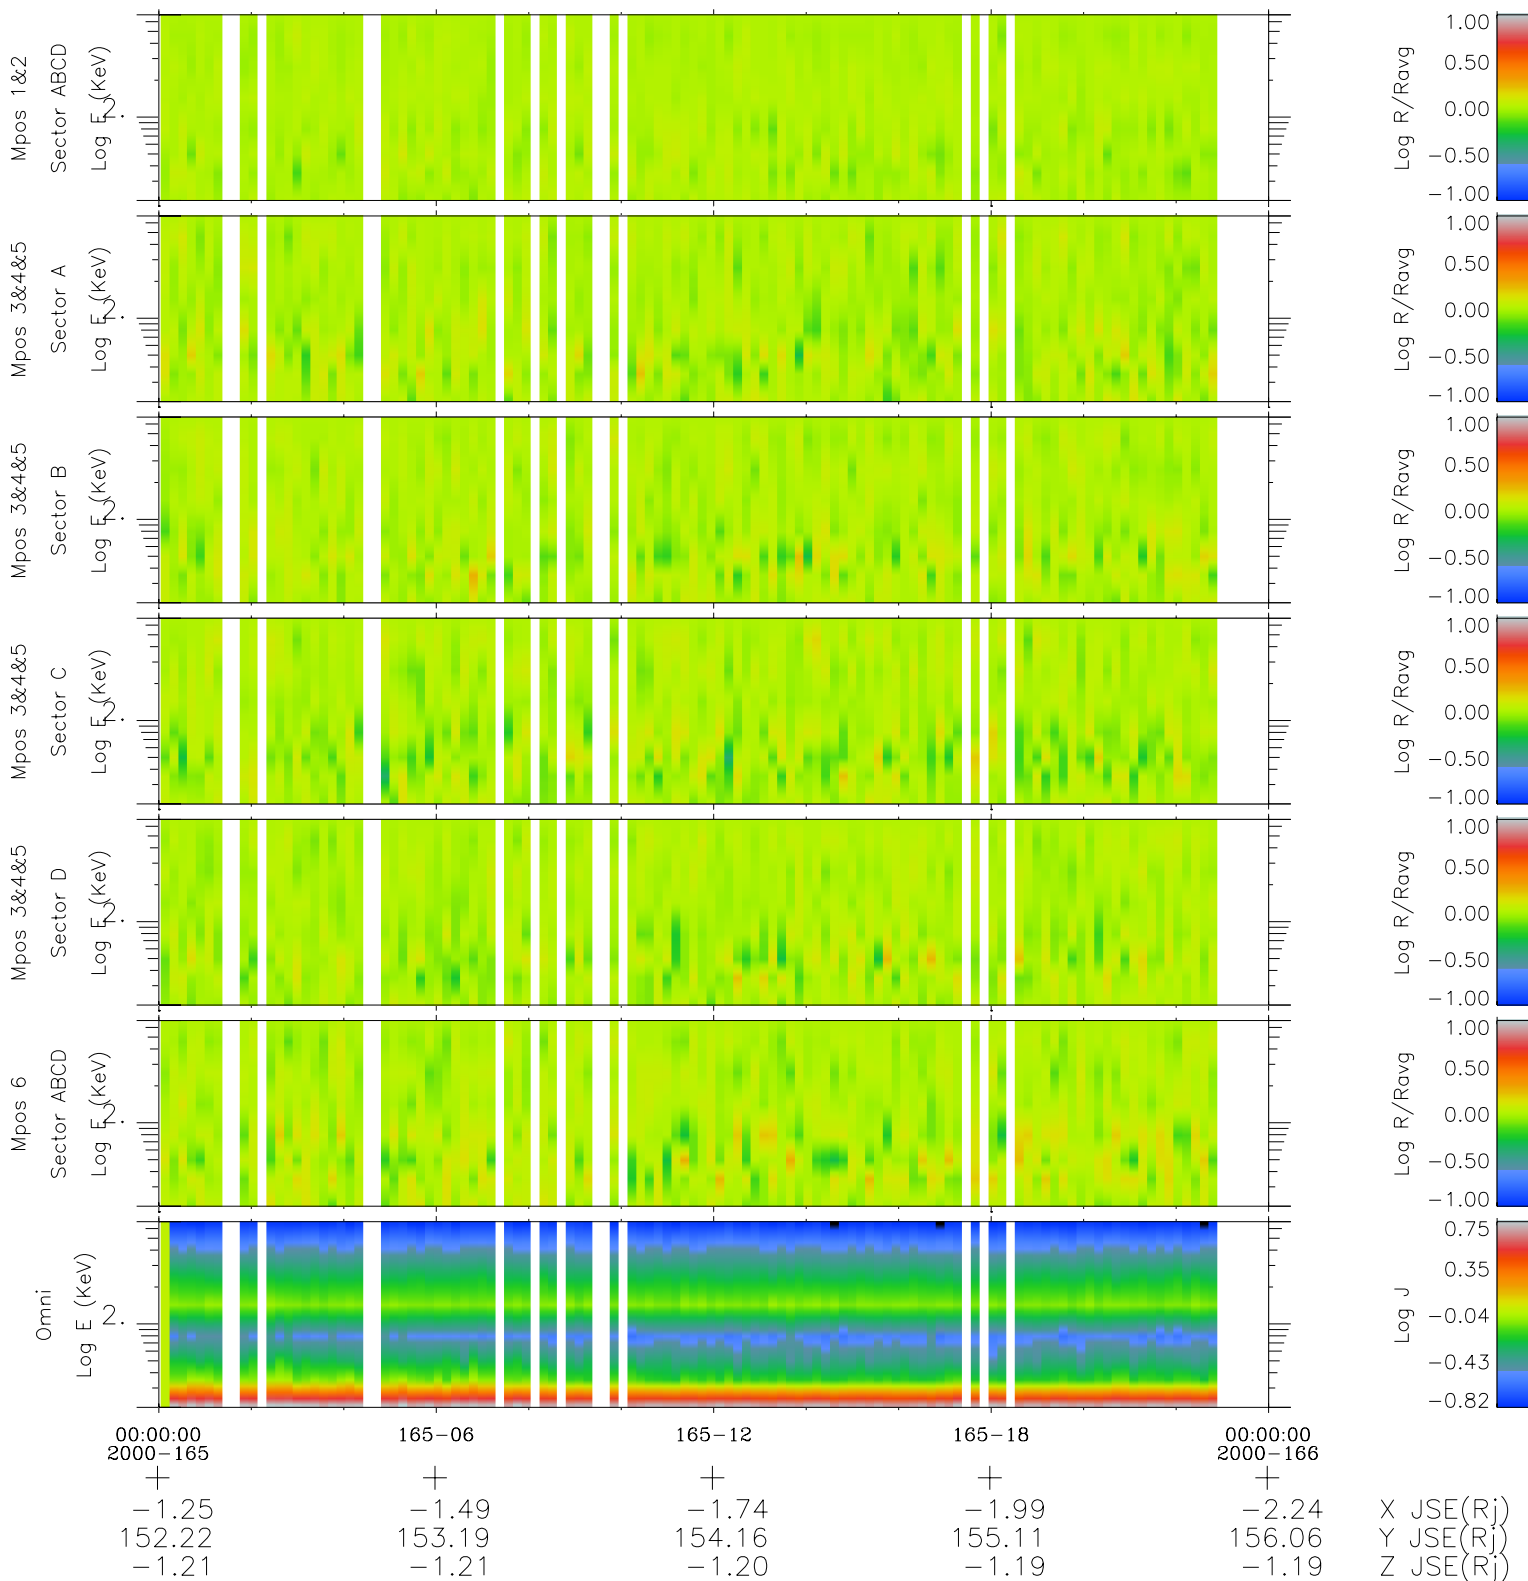 Mpos 1&2
Sector ABCD
Log E (KeV)
2.
1.00
0.50
0.00
-0.50
-1.00
Log R/Ravg
Mpos 3&4&5
Sector A
Log E (KeV)
2.
1.00
0.50
0.00
-0.50
-1.00
Log R/Ravg
Mpos 3&4&5
Sector B
Log E (KeV)
2.
1.00
0.50
0.00
-0.50
-1.00
Log R/Ravg
Mpos 3&4&5
Sector C
Log E (KeV)
2.
1.00
0.50
0.00
-0.50
-1.00
Log R/Ravg
Mpos 3&4&5
Sector D
Log E (KeV)
2.
1.00
0.50
0.00
-0.50
-1.00
Log R/Ravg
Mpos 6
Sector ABCD
Log E (KeV)
2.
1.00
0.50
0.00
-0.50
-1.00
Log R/Ravg
Omni
Log E (KeV)
2.
0.75
0.35
-0.04
-0.43
-0.82
Log J
00:00:00 165-06 165-12 165-18 00:00:00
2000-165 2000-166
-1.25 -1.49 -1.74 -1.99 -2.24 X JSE(Rj)
152.22 153.19 154.16 155.11 156.06 Y JSE(Rj)
-1.21 -1.21 -1.20 -1.19 -1.19 Z JSE(Rj)